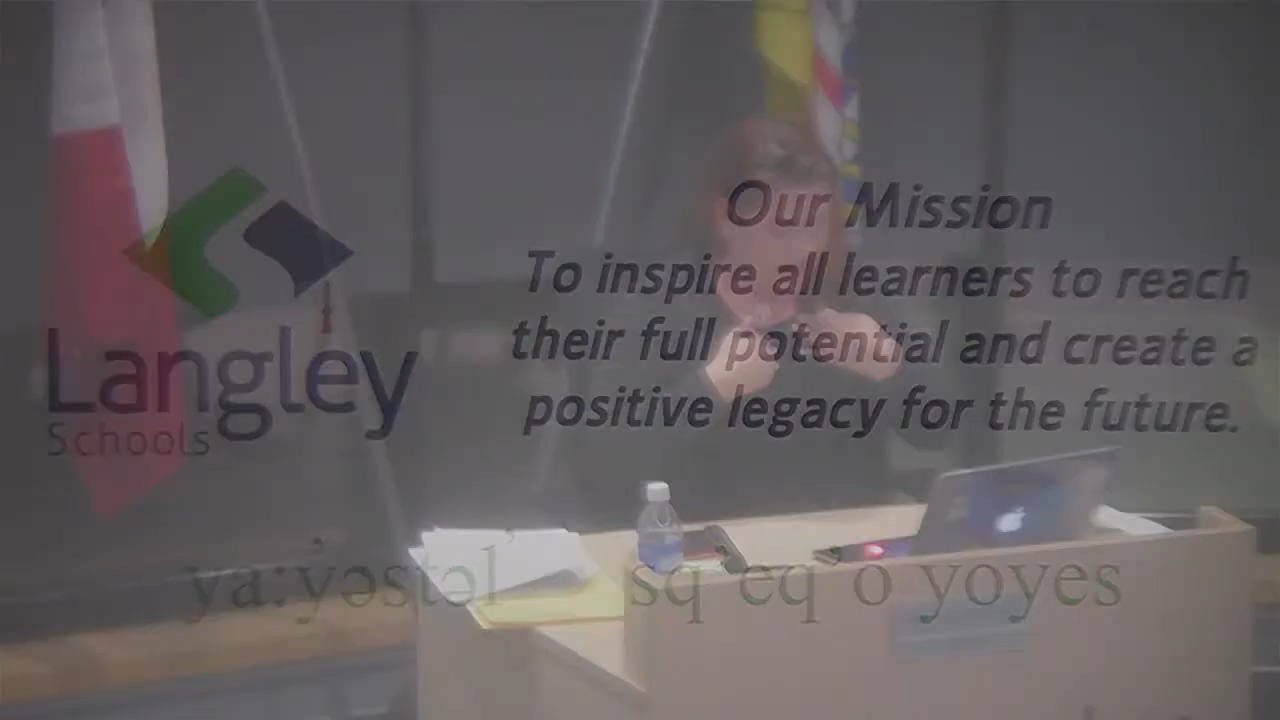 Our Mission
To inspire all learners to reach
their full potential and create a
positive legacy for the future.
Langley
Schools